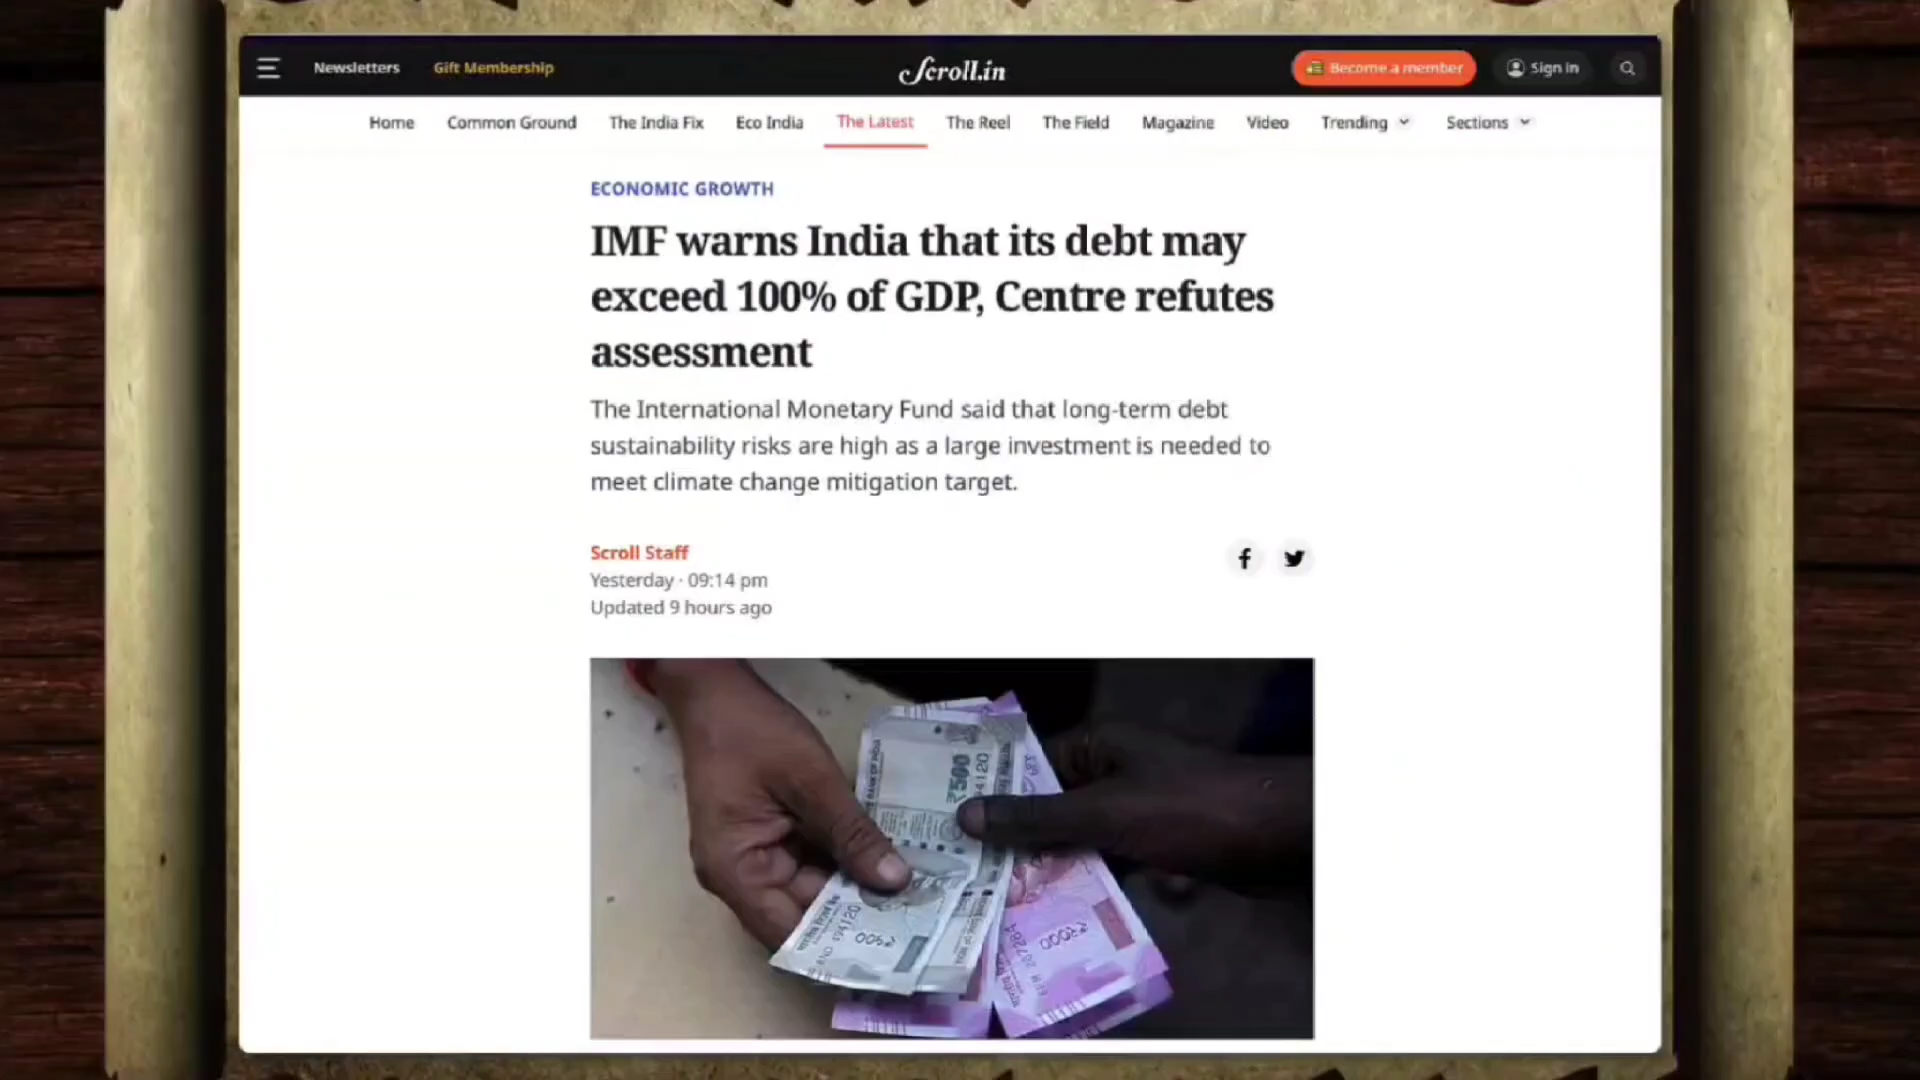 Newsletters
Gift Membership
Scroll.in
Become a member
Sign in
Home
Common Ground
The India Fix
Eco India
The Latest
The Reel
The Field
Magazine
Video
Trending
Sections
ECONOMIC GROWTH
IMF warns India that its debt may
exceed 100% of GDP, Centre refutes
assessment
The International Monetary Fund said that long-term debt
sustainability risks are high as a large investment is needed to
meet climate change mitigation target.
Scroll Staff
Yesterday · 09:14 pm
Updated 9 hours ago
₹500
94120
494120
₹2000